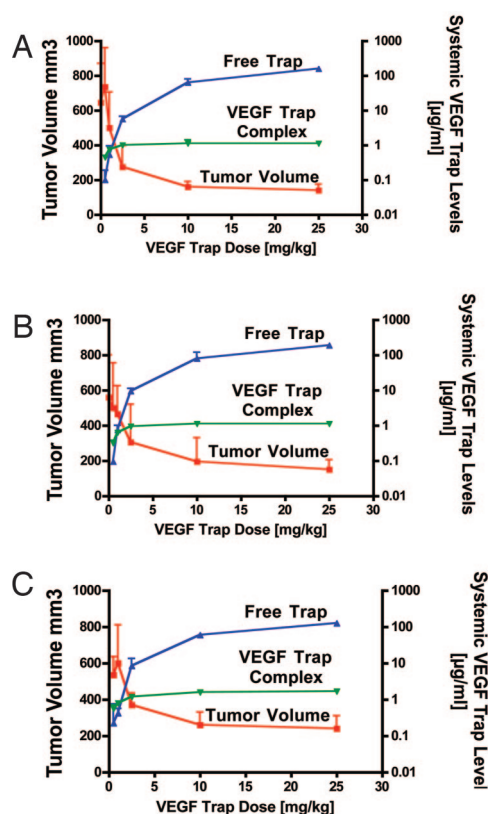 A
Tumor Volume mm3
1000
800
600
400
200
0
Free Trap
VEGF Trap
Complex
Tumor Volume
1000
100
10
1
0.1
0.01
Systemic VEGF Trap Levels
[µg/ml]
0 5 10 15 20 25 30
VEGF Trap Dose [mg/kg]
B
Tumor Volume mm3
1000
800
600
400
200
0
Free Trap
VEGF Trap
Complex
Tumor Volume
1000
100
10
1
0.1
0.01
Systemic VEGF Trap Levels
[µg/ml]
0 5 10 15 20 25 30
VEGF Trap Dose [mg/kg]
C
Tumor Volume mm3
1000
800
600
400
200
0
Free Trap
VEGF Trap
Complex
Tumor Volume
1000
100
10
1
0.1
0.01
Systemic VEGF Trap Level
[µg/ml]
0 5 10 15 20 25 30
VEGF Trap Dose [mg/kg]